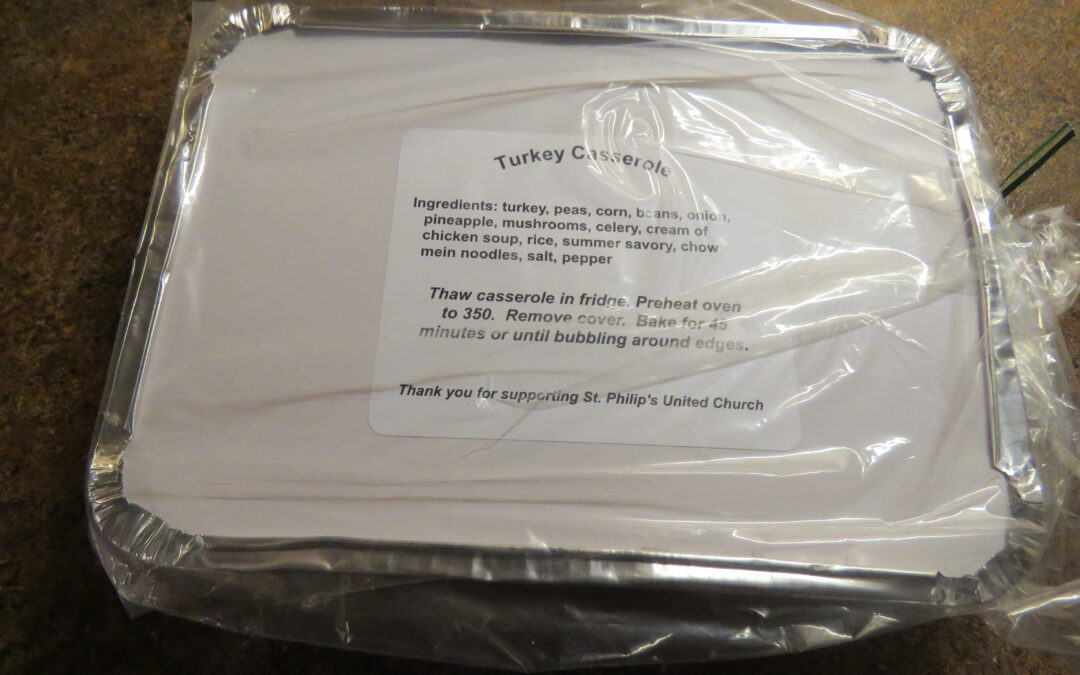 Turkey Casserole
Ingredients: turkey, peas, corn, beans, onion,
pineapple, mushrooms, celery, cream of
chicken soup, rice, summer savory, chow
mein noodles, salt, pepper
Thaw casserole in fridge. Preheat oven
to 350. Remove cover. Bake for 45
minutes or until bubbling around edges.
Thank you for supporting St. Philip's United Church